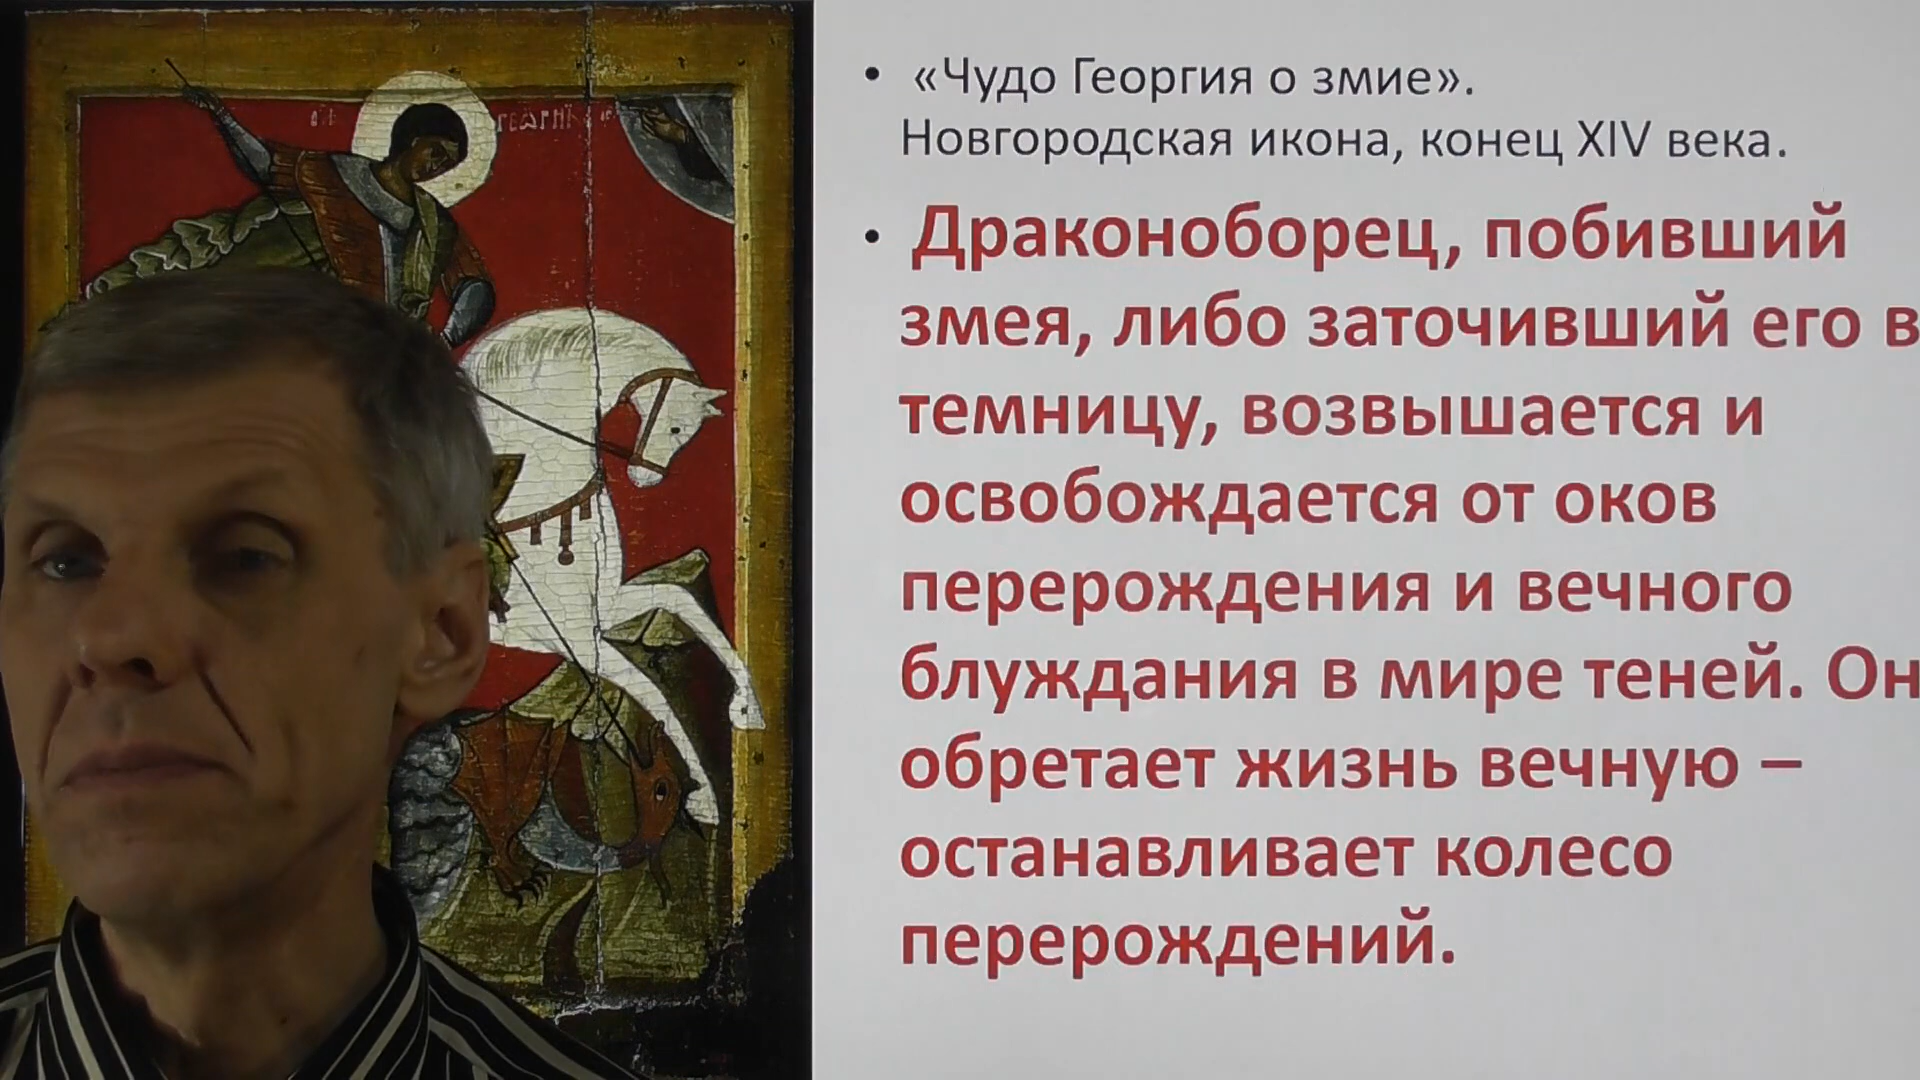 • «Чудо Георгия о змие».
Новгородская икона, конец XIV века.
• Драконоборец, побивший
змея, либо заточивший его в
темницу, возвышается и
освобождается от оков
перерождения и вечного
блуждания в мире теней. Он
обретает жизнь вечную –
останавливает колесо
перерождений.